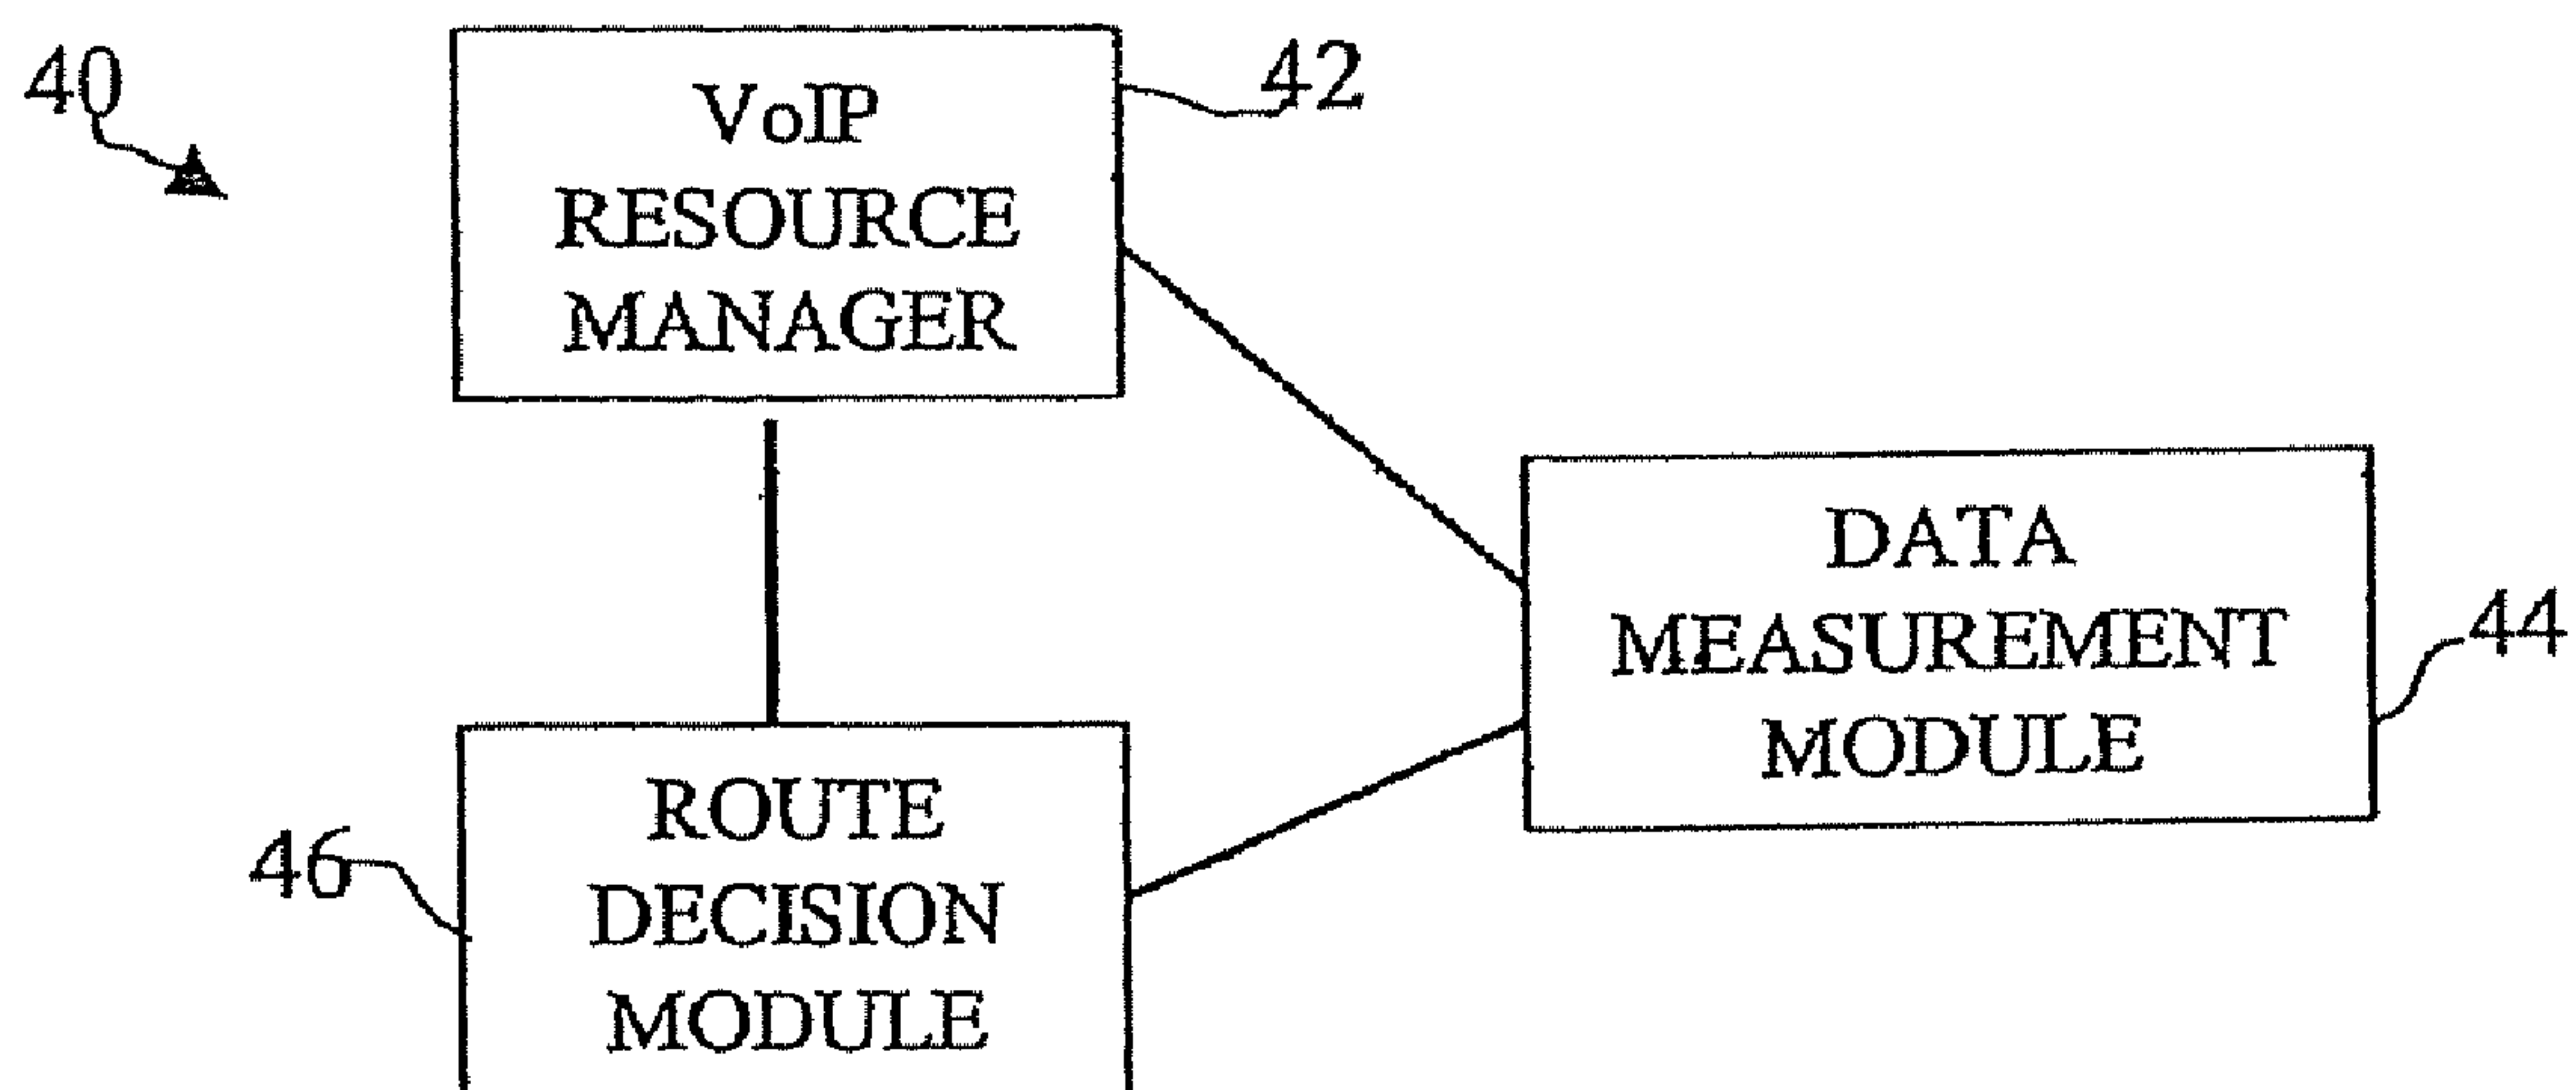 40
VoIP
RESOURCE
MANAGER
42
DATA
MEASUREMENT
MODULE
44
46
ROUTE
DECISION
MODULE